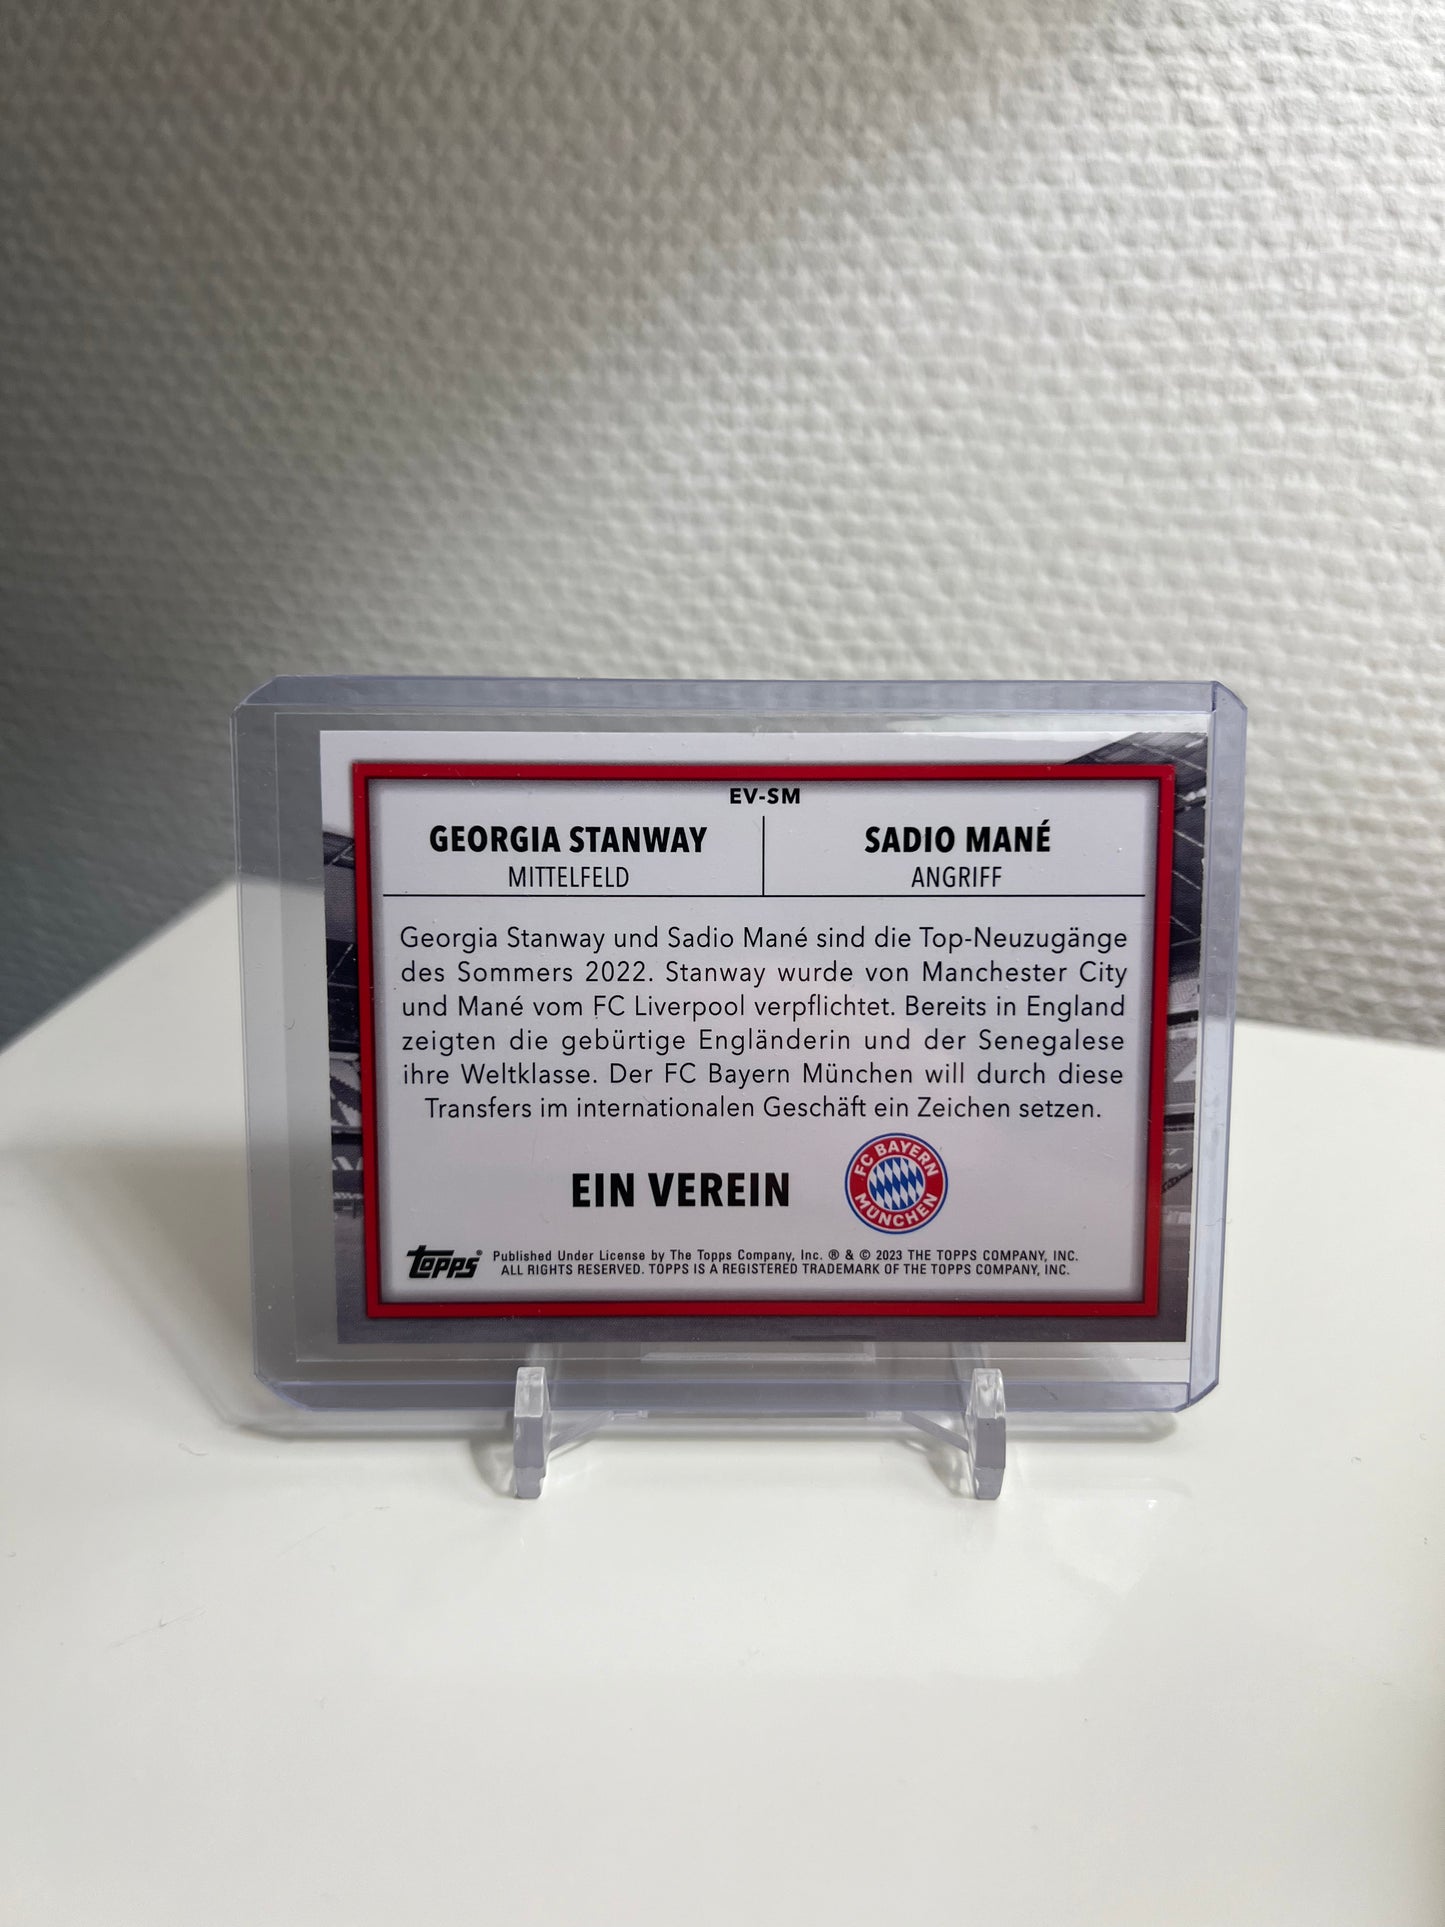 EV-SM
GEORGIA STANWAY
MITTELFELD
SADIO MANÉ
ANGRIFF
Georgia Stanway und Sadio Mané sind die Top-Neuzugänge
des Sommers 2022. Stanway wurde von Manchester City
und Mané vom FC Liverpool verpflichtet. Bereits in England
zeigten die gebürtige Engländerin und der Senegalese
ihre Weltklasse. Der FC Bayern München will durch diese
Transfers im internationalen Geschäft ein Zeichen setzen.
EIN VEREIN
FC BAYERN
MÜNCHEN
topps®
Published Under License by The Topps Company, Inc. ® & © 2023 THE TOPPS COMPANY, INC.
ALL RIGHTS RESERVED. TOPPS IS A REGISTERED TRADEMARK OF THE TOPPS COMPANY, INC.